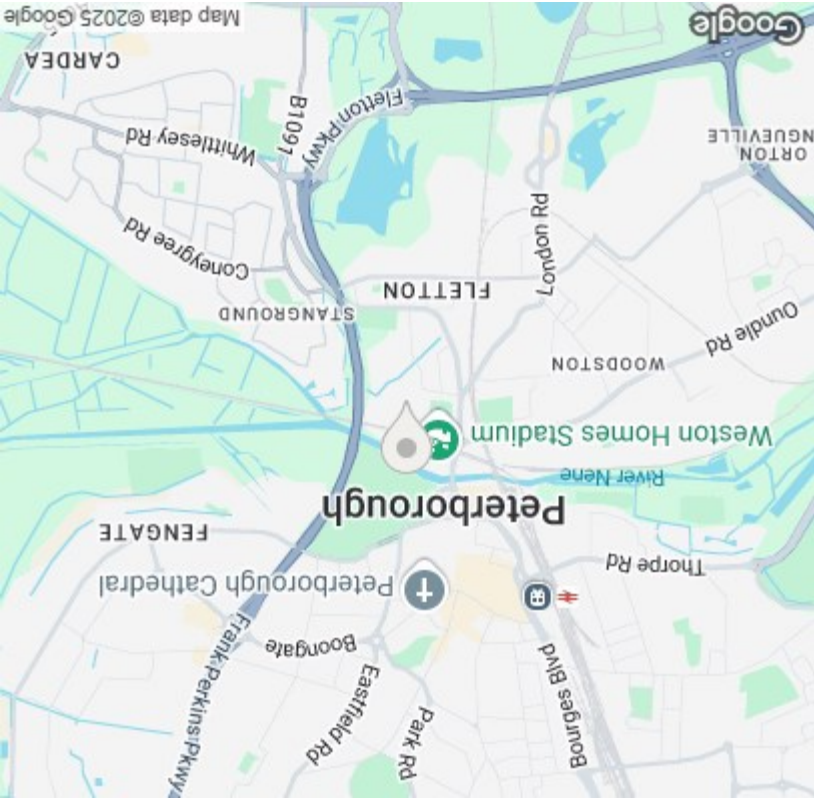 Park Rd
Eastfield Rd
Bourges Blvd
Frank Perkins Pkwy
Boongate
Peterborough Cathedral
Thorpe Rd
FENGATE
Peterborough
River Nene
Weston Homes Stadium
WOODSTON
Oundle Rd
STANGROUND
FLETTON
London Rd
Coneygree Rd
Whittlesey Rd
B1091
Fletton Pkwy
ORTON
NGUEVILLE
CARDEA
Google
Map data ©2025 Google